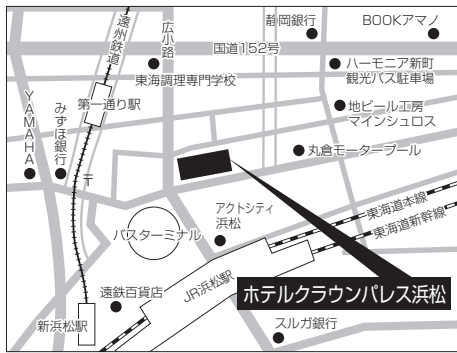 静岡銀行
BOOKアマノ
遠州鉄道
広小路
国道152号
東海調理専門学校
ハーモニア新町
観光バス駐車場
第一通り駅
地ビール工房
マインシュロス
YAMAHA
みずほ銀行
〒
丸倉モータープール
アクトシティ
浜松
東海道本線
東海道新幹線
バスターミナル
JR浜松駅
ホテルクラウンパレス浜松
遠鉄百貨店
新浜松駅
スルガ銀行